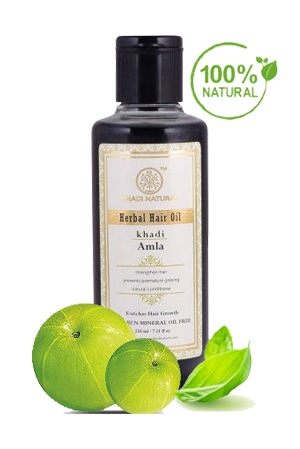 100%
NATURAL
TM
KHADI NATURAL
Herbal Hair Oil
khadi
Amla
strengthen hair
prevents premature greying
natural conditioner
Enriches Hair Growth
MINERAL OIL FREE
210 ml /